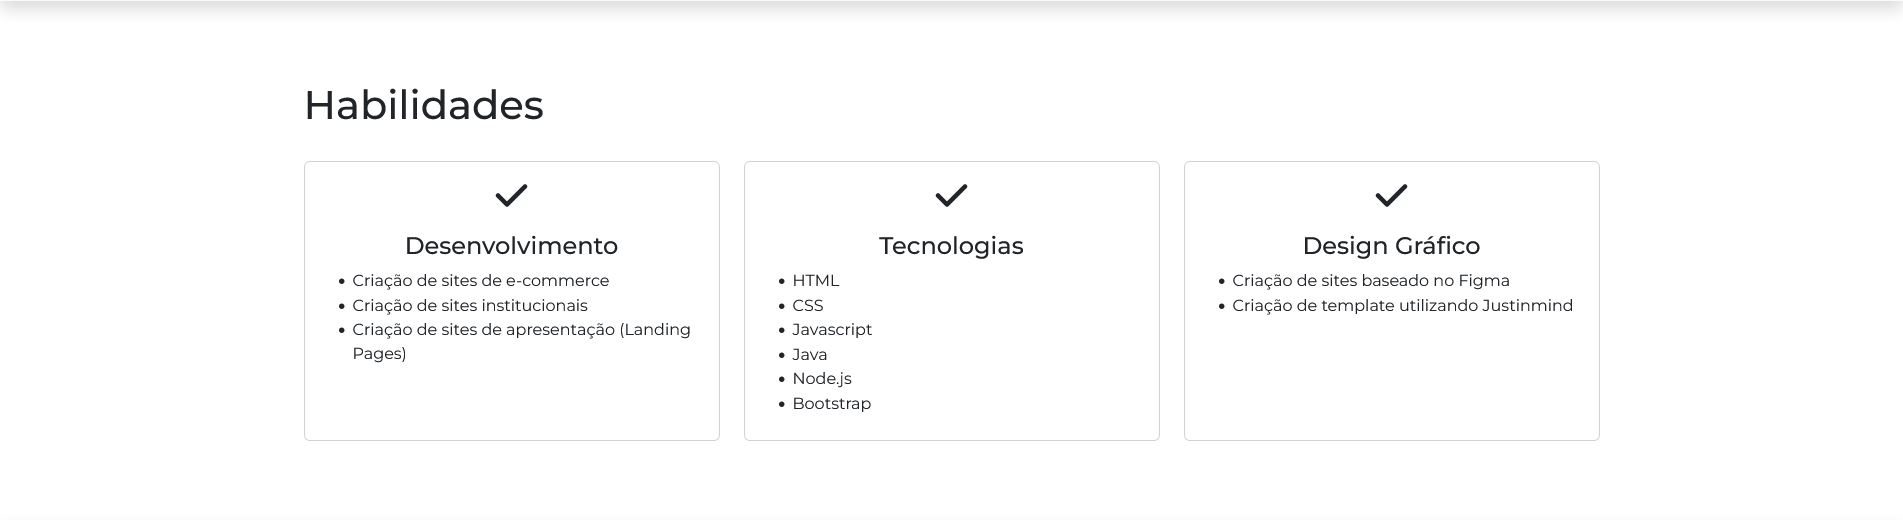 Habilidades
Desenvolvimento
• Criação de sites de e-commerce
• Criação de sites institucionais
• Criação de sites de apresentação (Landing
Pages)
Tecnologias
• HTML
• CSS
• Javascript
• Java
• Node.js
• Bootstrap
Design Gráfico
• Criação de sites baseado no Figma
• Criação de template utilizando Justinmind